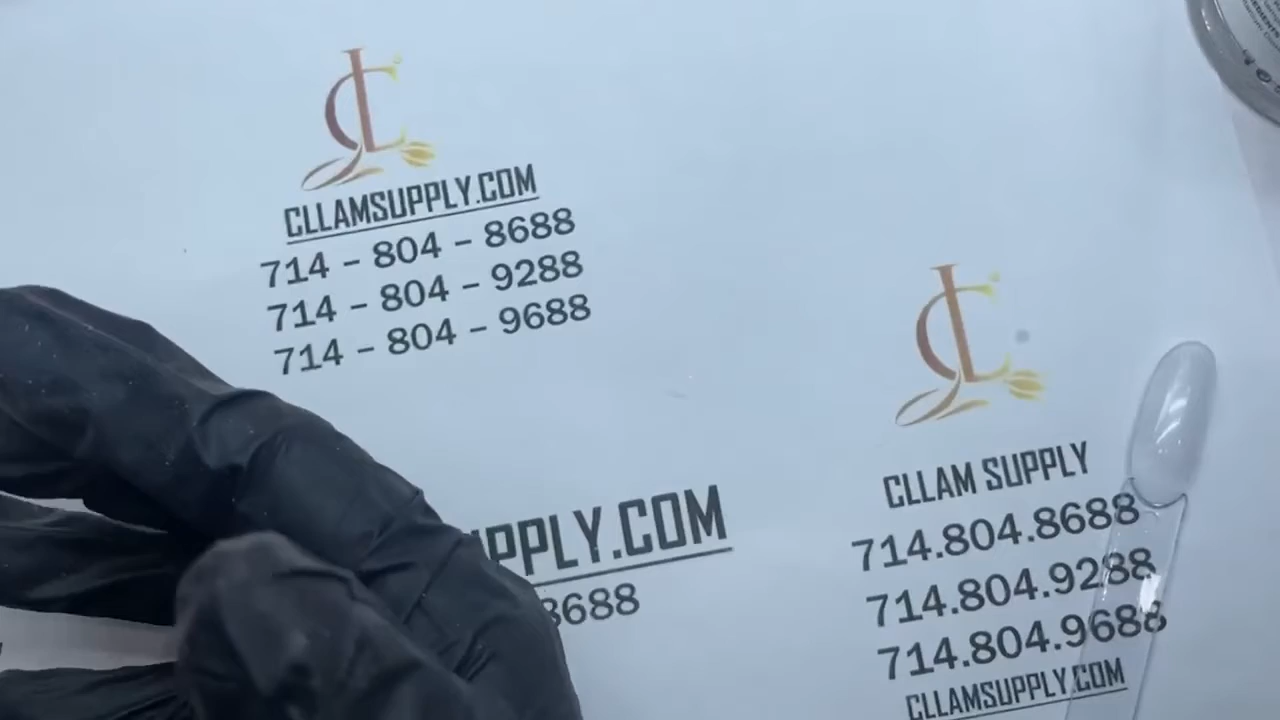 CLLAMSUPPLY.COM
714 – 804 – 8688
714 – 804 – 9288
714 – 804 – 9688
UPPLY.COM
8688
CLLAM SUPPLY
714.804.8688
714.804.9288
714.804.9688
CLLAMSUPPLY.COM